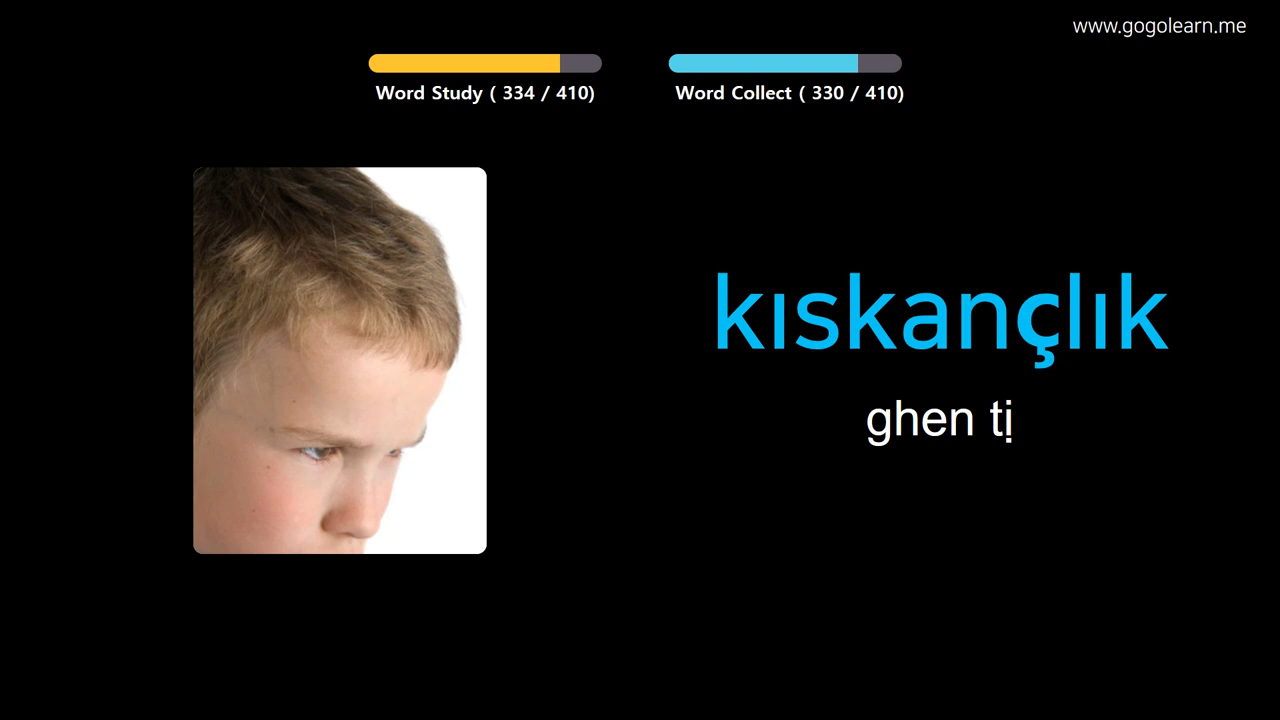 www.gogolearn.me
Word Study ( 334 / 410)
Word Collect ( 330 / 410)
kıskançlık
ghen tị